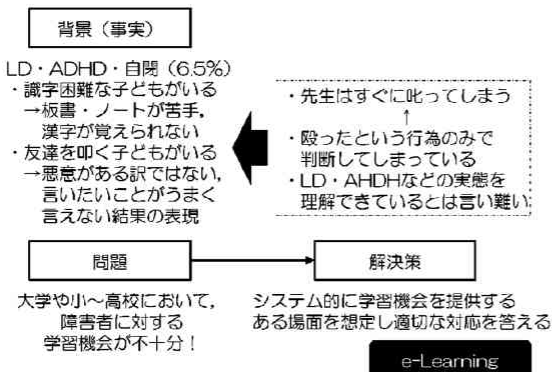 背景（事実）
LD・ADHD・自閉（6.5%）
・識字困難な子どもがいる
→板書・ノートが苦手，
漢字が覚えられない
・友達を叩く子どもがいる
→悪意がある訳ではない，
言いたいことがうまく
言えない結果の表現
・先生はすぐに叱ってしまう
↑
・殴ったという行為のみで
判断してしまっている
・LD・AHDHなどの実態を
理解できているとは言い難い
問題
大学や小～高校において，
障害者に対する
学習機会が不十分！
解決策
システム的に学習機会を提供する
ある場面を想定し適切な対応を答える
e-Learning